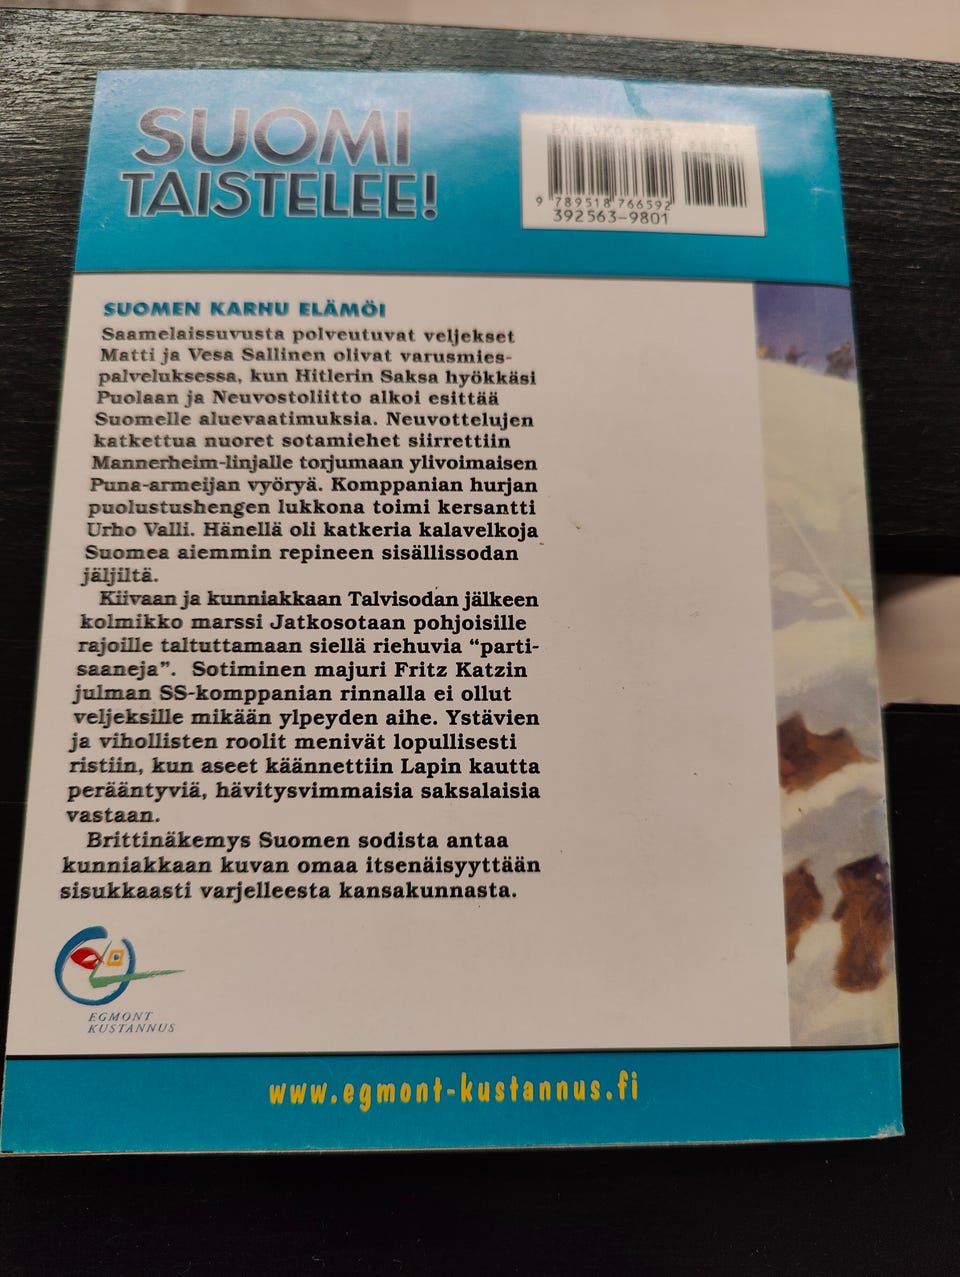 SUOMI
TAISTELEE!
9 789518 766592
392563-9801
SUOMEN KARHU ELÄMÖI
Saamelaissuvusta polveutuvat veljekset
Matti ja Vesa Sallinen olivat varusmies-
palveluksessa, kun Hitlerin Saksa hyökkäsi
Puolaan ja Neuvostoliitto alkoi esittää
Suomelle aluevaatimuksia. Neuvottelujen
katkettua nuoret sotamiehet siirrettiin
Mannerheim-linjalle torjumaan ylivoimaisen
Puna-armeijan vyöryä. Komppanian hurjan
puolustushengen lukkona toimi kersantti
Urho Valli. Hänellä oli katkeria kalavelkoja
Suomea aiemmin repineen sisällissodan
jäljiltä.
Kiivaan ja kunniakkaan Talvisodan jälkeen
kolmikko marssi Jatkosotaan pohjoisille
rajoille taltuttamaan siellä riehuvia “parti-
saaneja”. Sotiminen majuri Fritz Katzin
julman SS-komppanian rinnalla ei ollut
veljeksille mikään ylpeyden aihe. Ystävien
ja vihollisten roolit menivät lopullisesti
ristiin, kun aseet käännettiin Lapin kautta
perääntyviä, hävitysvimmaisia saksalaisia
vastaan.
Brittinäkemys Suomen sodista antaa
kunniakkaan kuvan omaa itsenäisyyttään
sisukkaasti varjelleesta kansakunnasta.
EGMONT
KUSTANNUS
www.egmont-kustannus.fi